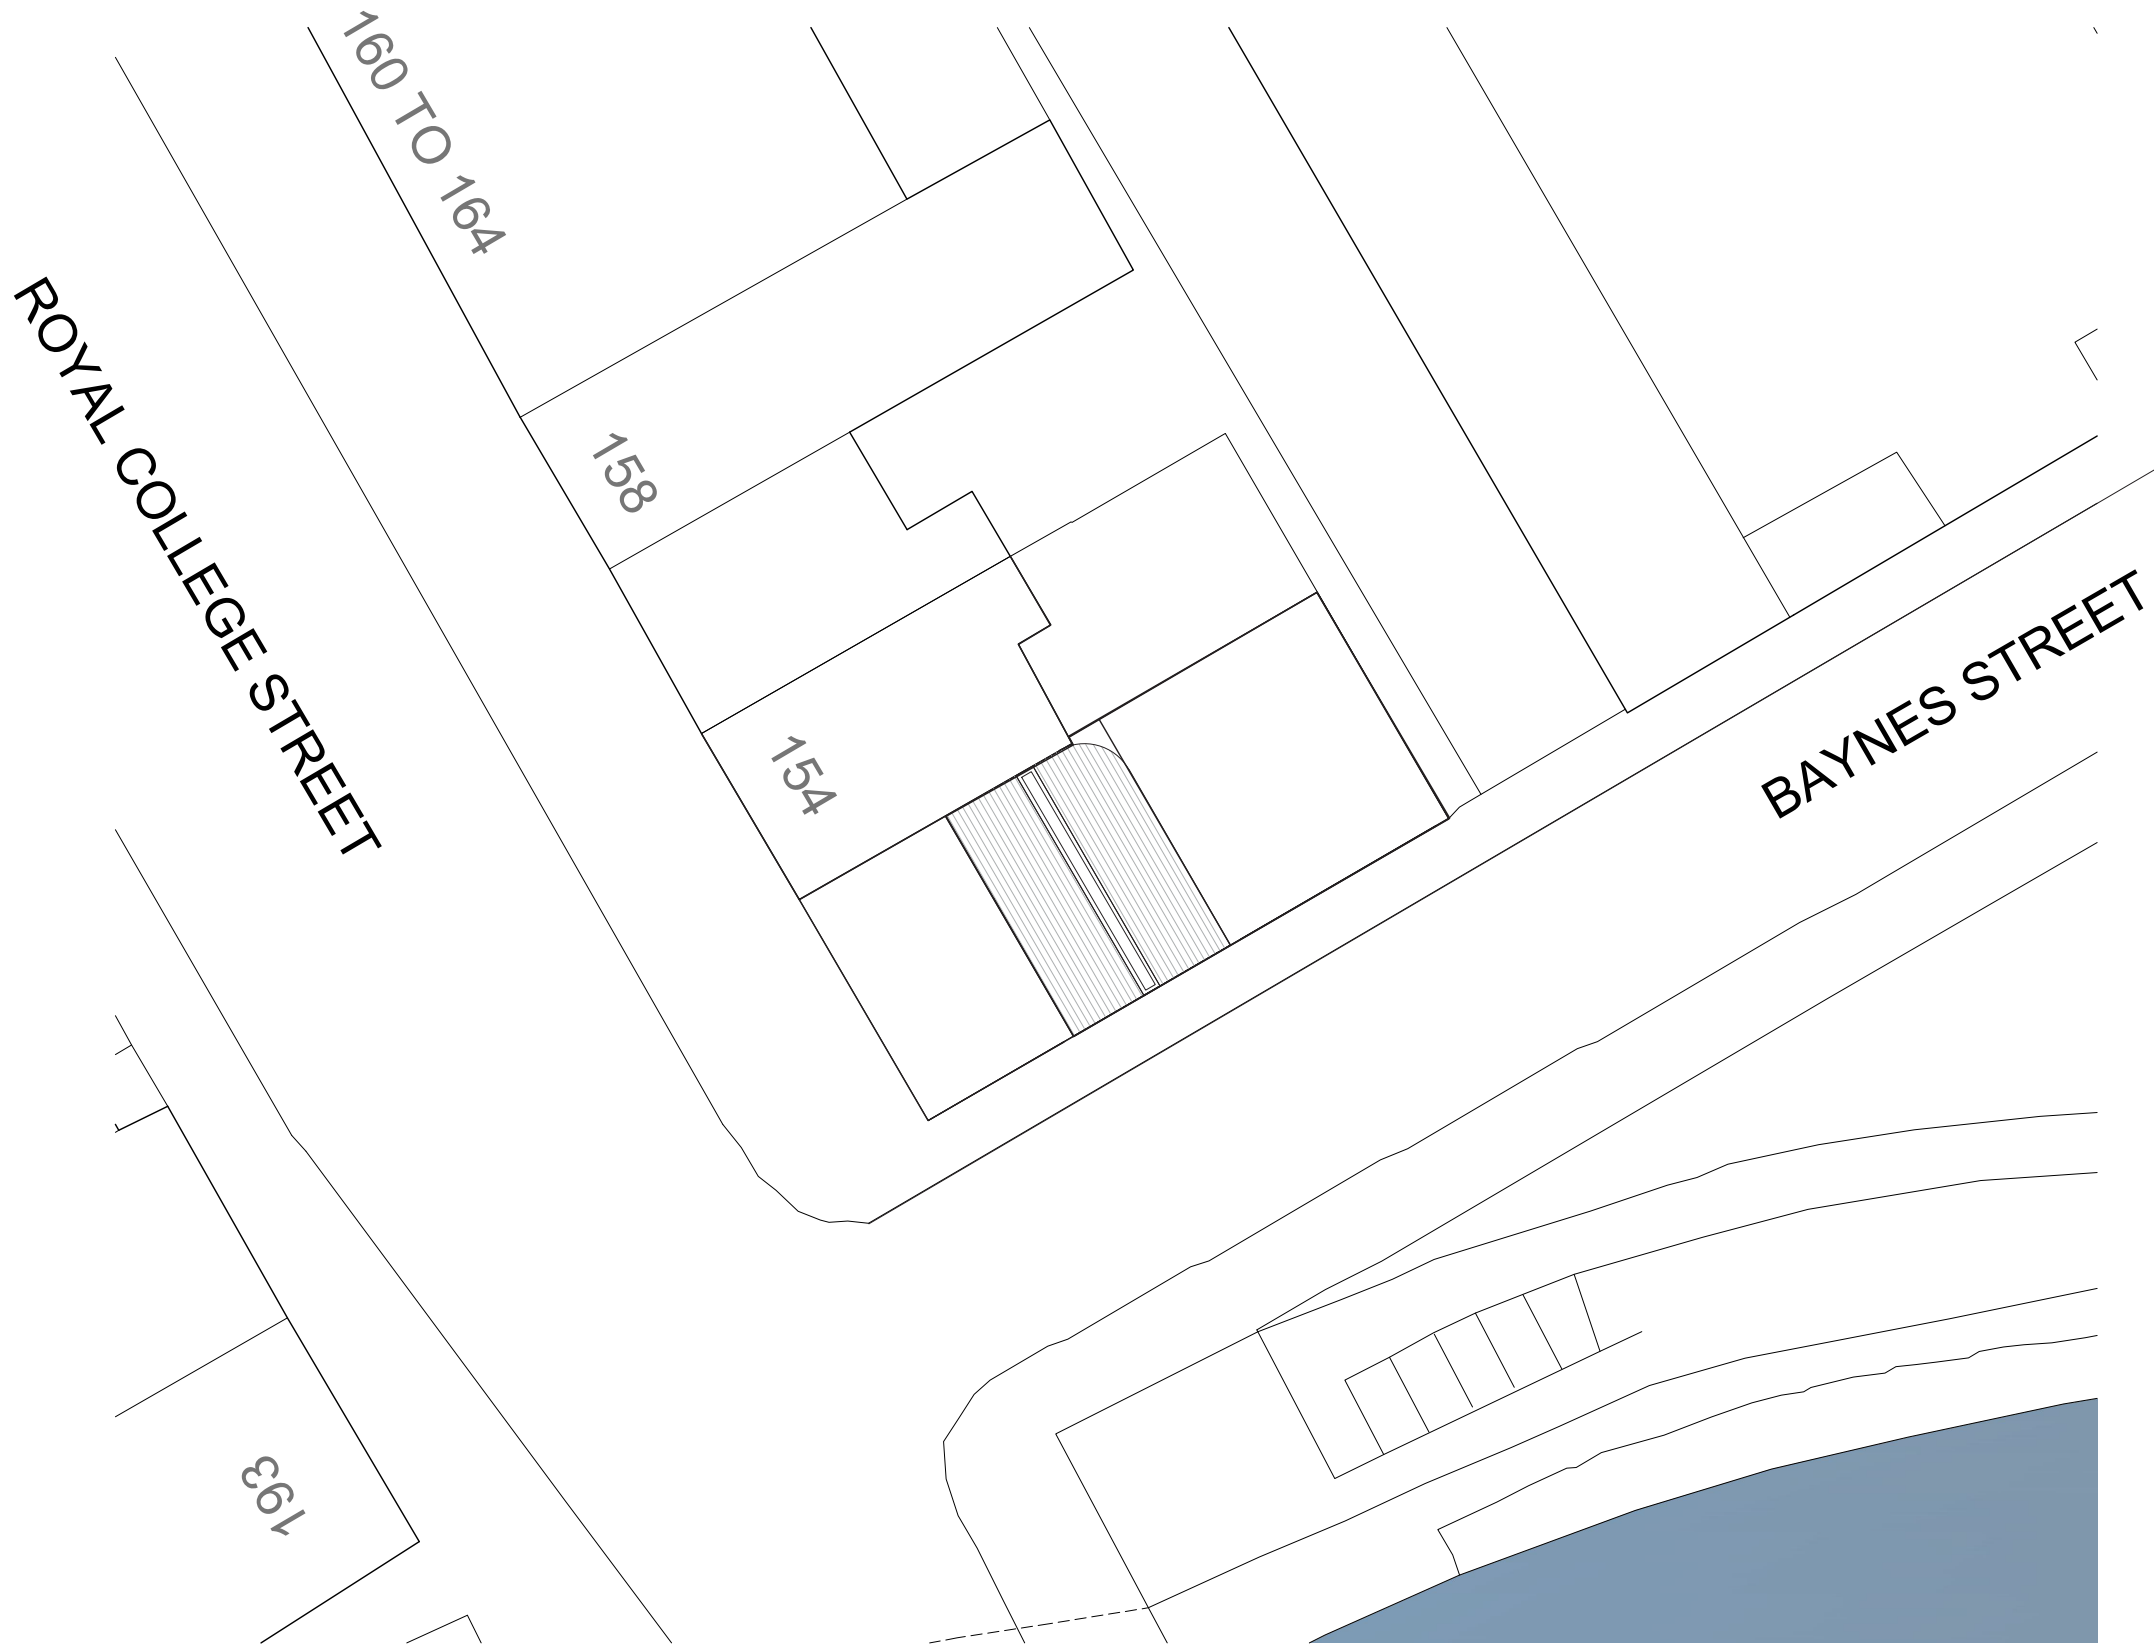 160 TO 164
ROYAL COLLEGE STREET
158
154
BAYNES STREET
193